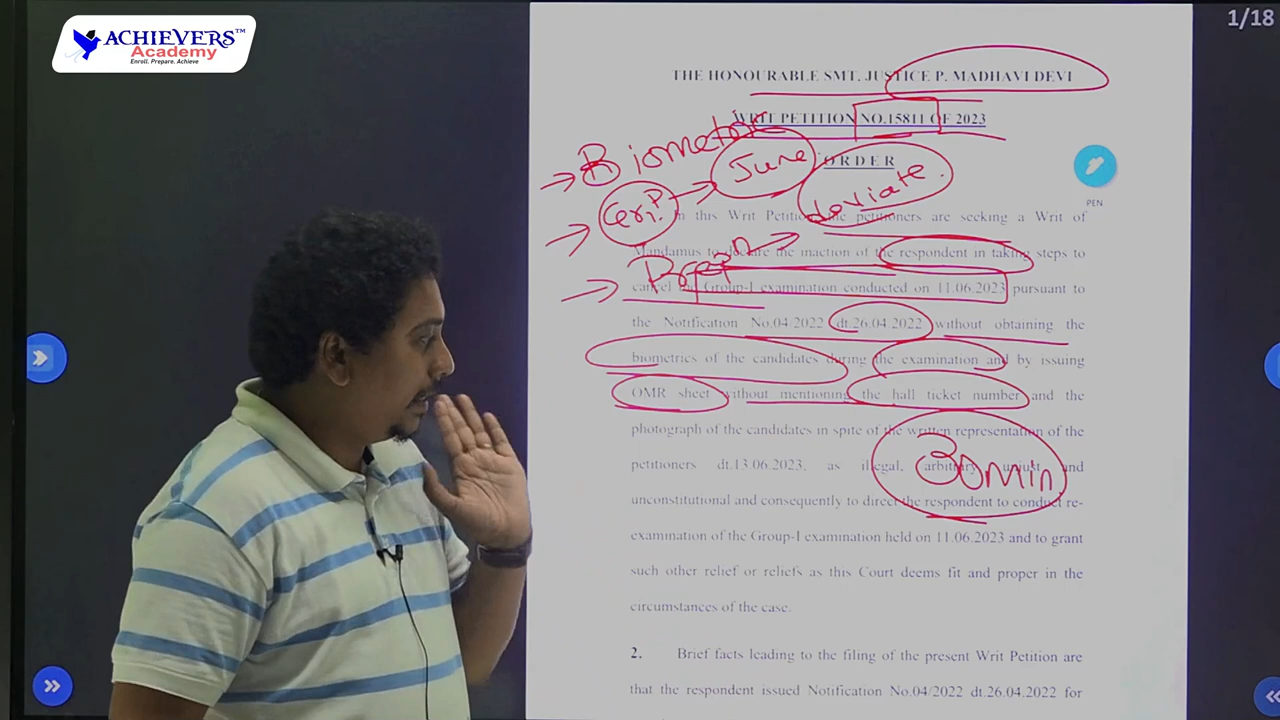 ACHIEVERS™
Academy
Enroll. Prepare. Achieve
1/18
THE HONOURABLE SMT. JUSTICE P. MADHAVI DEVI
WRIT PETITION NO.15811 OF 2023
Biometric
June
ORDER
deviate.
In this Writ Petition, the petitioners are seeking a Writ of
Mandamus to declare the inaction of the respondent in taking steps to
cancel the Group-I examination conducted on 11.06.2023 pursuant to
the Notification No.04/2022 dt.26.04.2022 without obtaining the
biometrics of the candidates during the examination and by issuing
OMR sheet without mentioning the hall ticket number and the
photograph of the candidates in spite of the written representation of the
petitioners dt.13.06.2023, as illegal, arbitrary, unjust and
30min
unconstitutional and consequently to direct the respondent to conduct re-
examination of the Group-I examination held on 11.06.2023 and to grant
such other relief or reliefs as this Court deems fit and proper in the
circumstances of the case.
2. Brief facts leading to the filing of the present Writ Petition are
that the respondent issued Notification No.04/2022 dt.26.04.2022 for
PEN